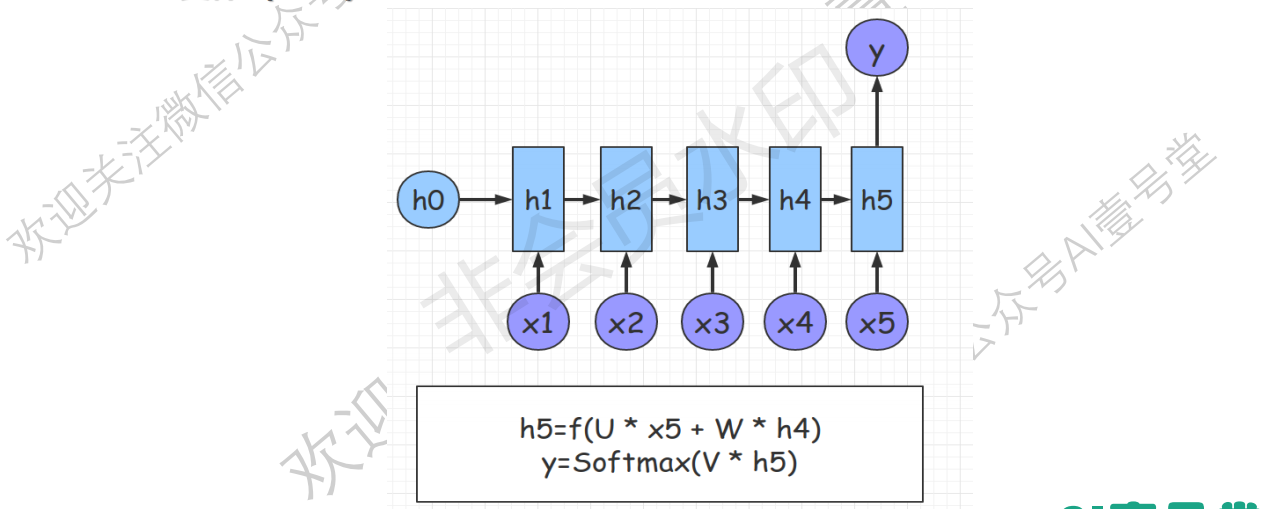 y
h0
h1
h2
h3
h4
h5
x1
x2
x3
x4
x5
h5=f(U * x5 + W * h4)
y=Softmax(V * h5)
非会员水印
欢迎关注微信公众
公众号AI壹号堂
欢迎